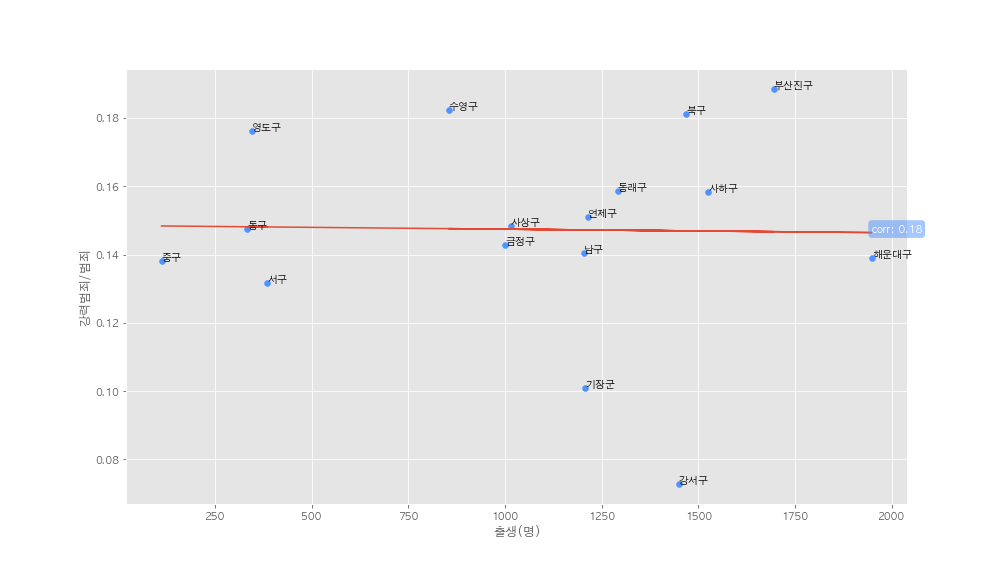 부산진구
수영구
북구
영도구
동래구
사하구
연제구
사상구
동구
corr: 0.18
금정구
남구
해운대구
중구
서구
기장군
강서구
0.18
0.16
0.14
0.12
0.10
0.08
강력범죄/범죄
250
500
750
1000
1250
1500
1750
2000
출생(명)